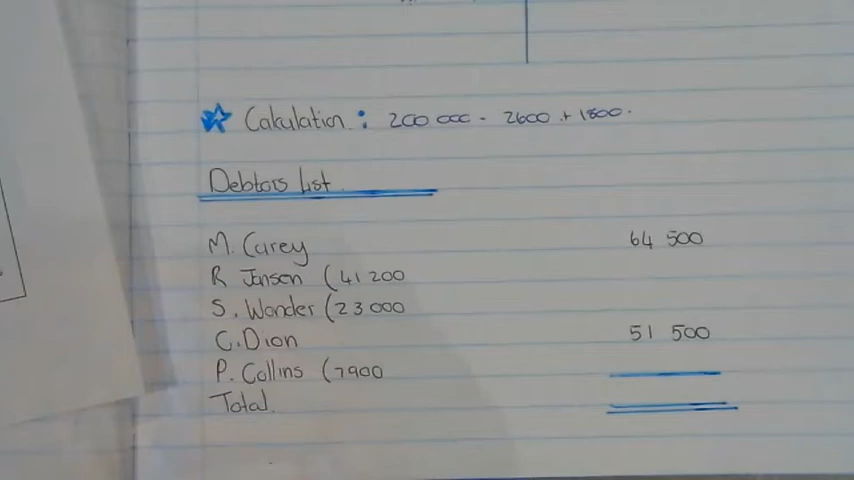 Calculation : 200 000 - 2600 + 1800.
Debtors List
M. Carey 64 500
R Jonsen (41 200
S. Wonder (23 000
C. Dion 51 500
P. Collins (7900
Total